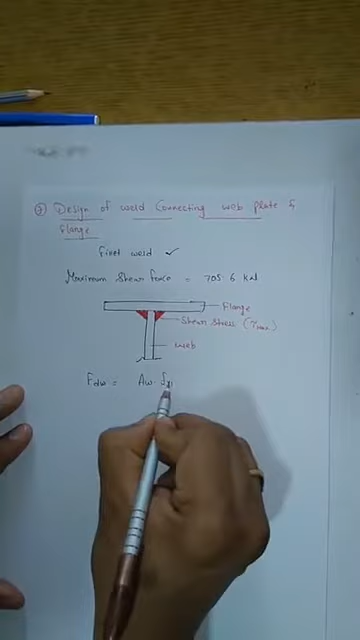 7) Design of weld Connecting web plate &
flange
Fillet weld ✓
Maximum Shear force = 705.6 kN
Flange
Shear stress (τmax)
web
Fdw = Aw.